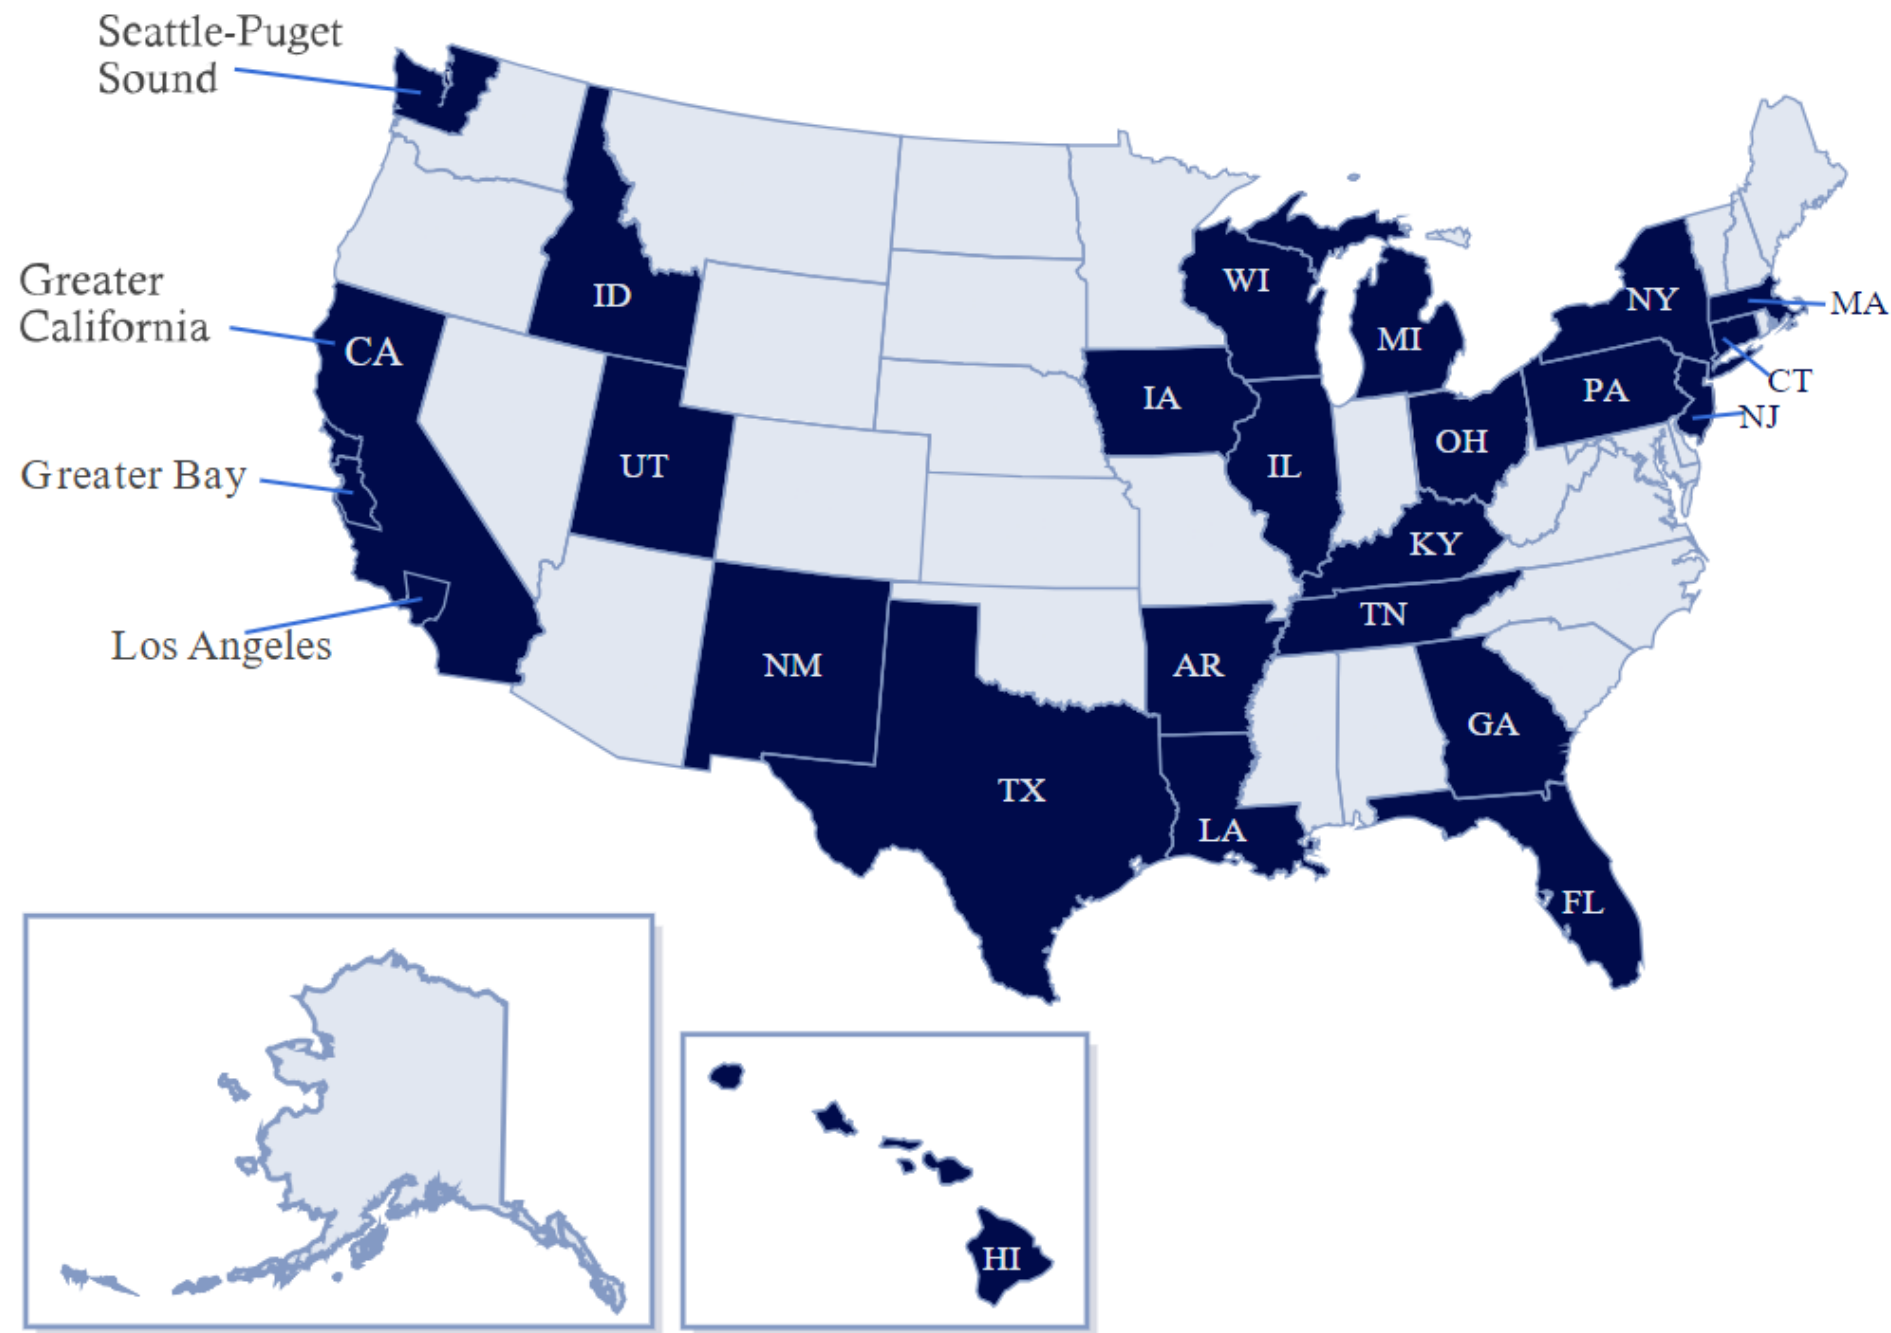 Seattle-Puget
Sound
Greater
California
Greater Bay
Los Angeles
CA
ID
UT
NM
TX
WI
MI
IA
IL
OH
KY
TN
AR
LA
GA
FL
NY
PA
MA
CT
NJ
HI